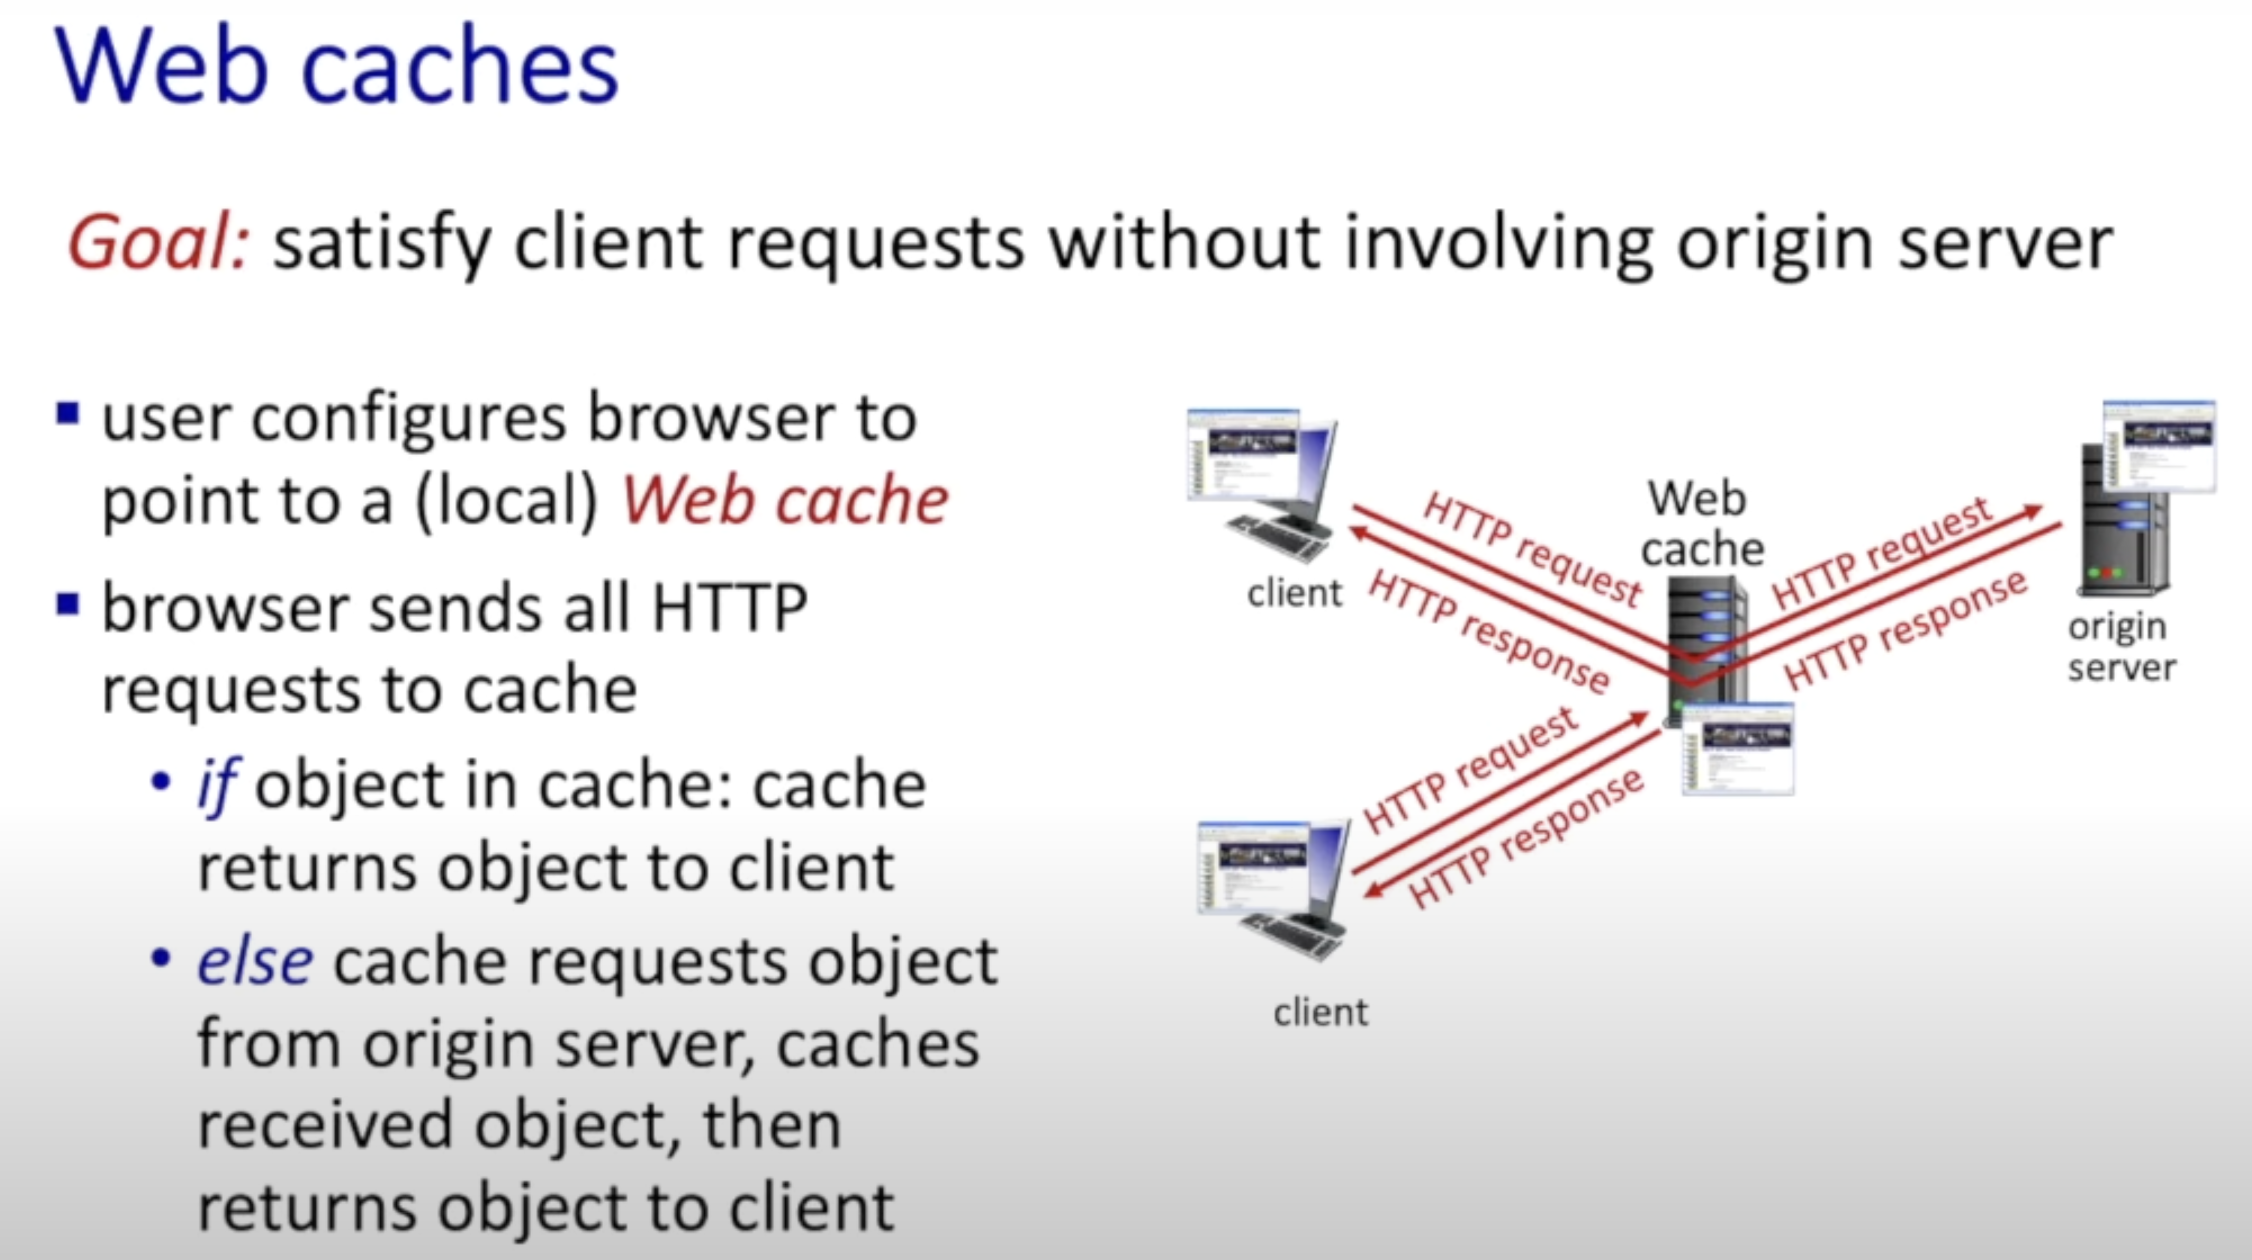 Web caches
Goal: satisfy client requests without involving origin server
▪ user configures browser to
point to a (local) Web cache
▪ browser sends all HTTP
requests to cache
• if object in cache: cache
returns object to client
• else cache requests object
from origin server, caches
received object, then
returns object to client
client
HTTP request
HTTP response
Web
cache
HTTP request
HTTP response
origin
server
HTTP request
HTTP response
client